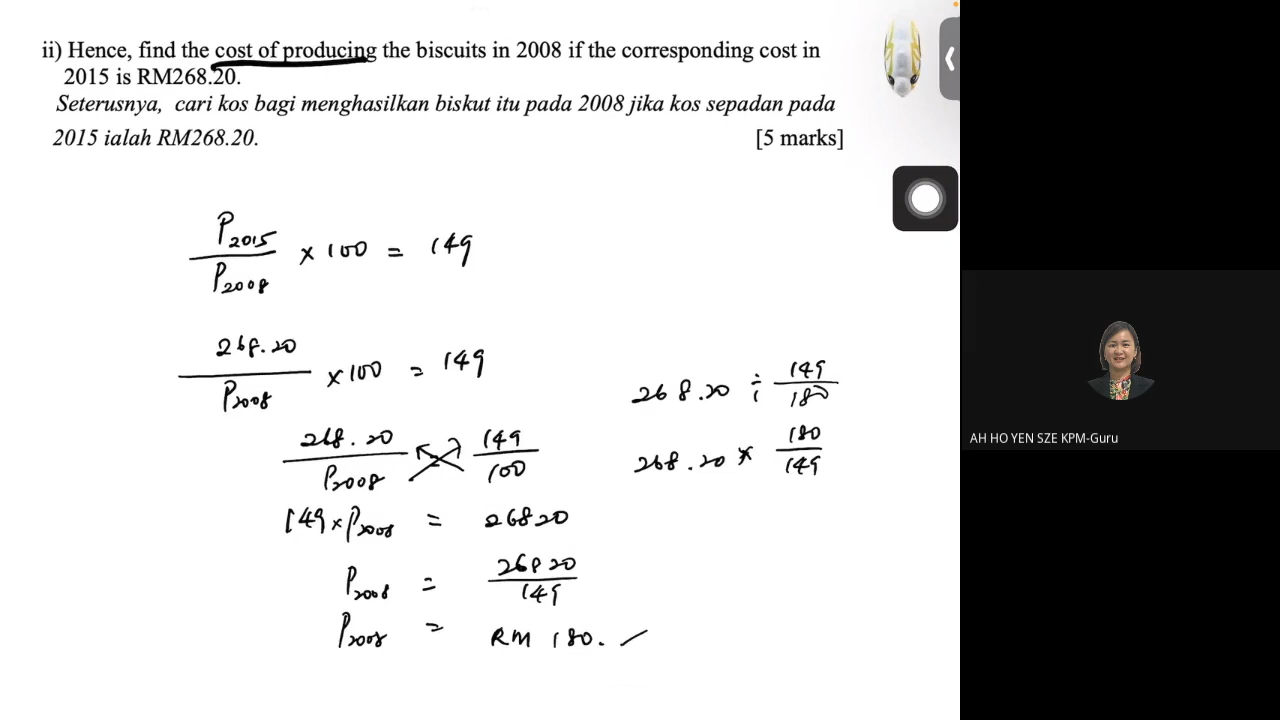 ii) Hence, find the cost of producing the biscuits in 2008 if the corresponding cost in
2015 is RM268.20.
Seterusnya, cari kos bagi menghasilkan biskut itu pada 2008 jika kos sepadan pada
2015 ialah RM268.20.
[5 marks]
P2015 / P2008 × 100 = 149
268.20 / P2008 × 100 = 149
268.20 / P2008 = 149 / 100
149 × P2008 = 26820
P2008 = 26820 / 149
P2008 = RM 180.
268.20 ÷ 149 / 180
268.20 × 180 / 149
AH HO YEN SZE KPM-Guru